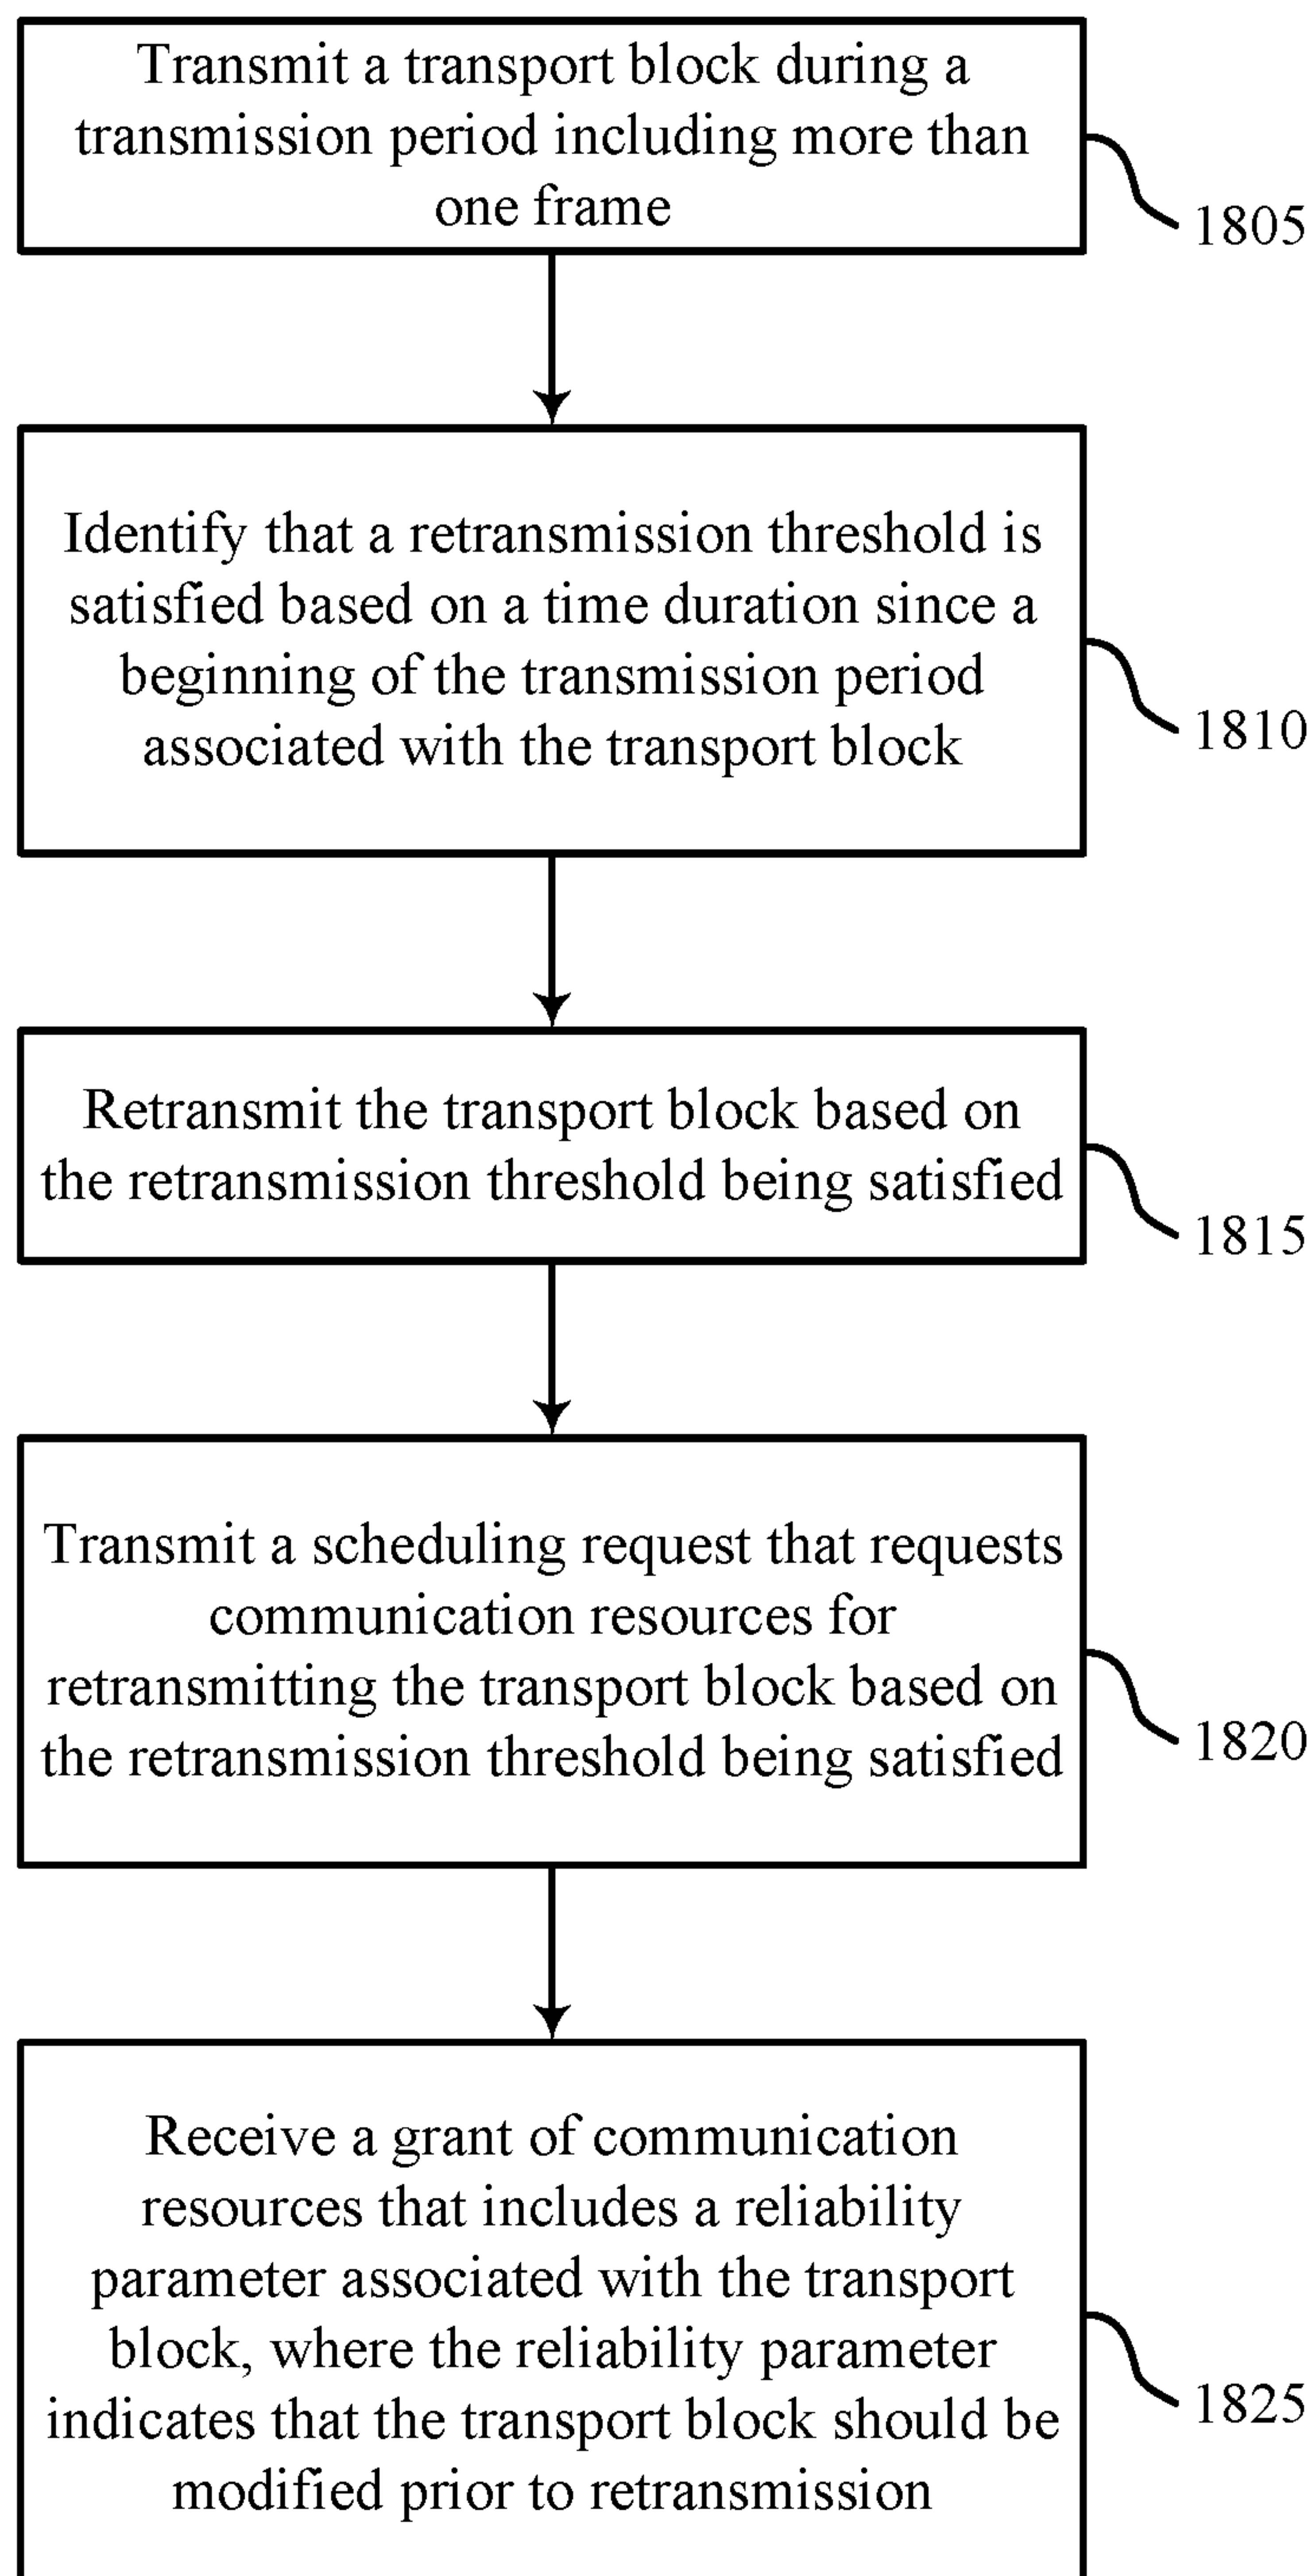 Transmit a transport block during a
transmission period including more than
one frame
1805
Identify that a retransmission threshold is
satisfied based on a time duration since a
beginning of the transmission period
associated with the transport block
1810
Retransmit the transport block based on
the retransmission threshold being satisfied
1815
Transmit a scheduling request that requests
communication resources for
retransmitting the transport block based on
the retransmission threshold being satisfied
1820
Receive a grant of communication
resources that includes a reliability
parameter associated with the transport
block, where the reliability parameter
indicates that the transport block should be
modified prior to retransmission
1825